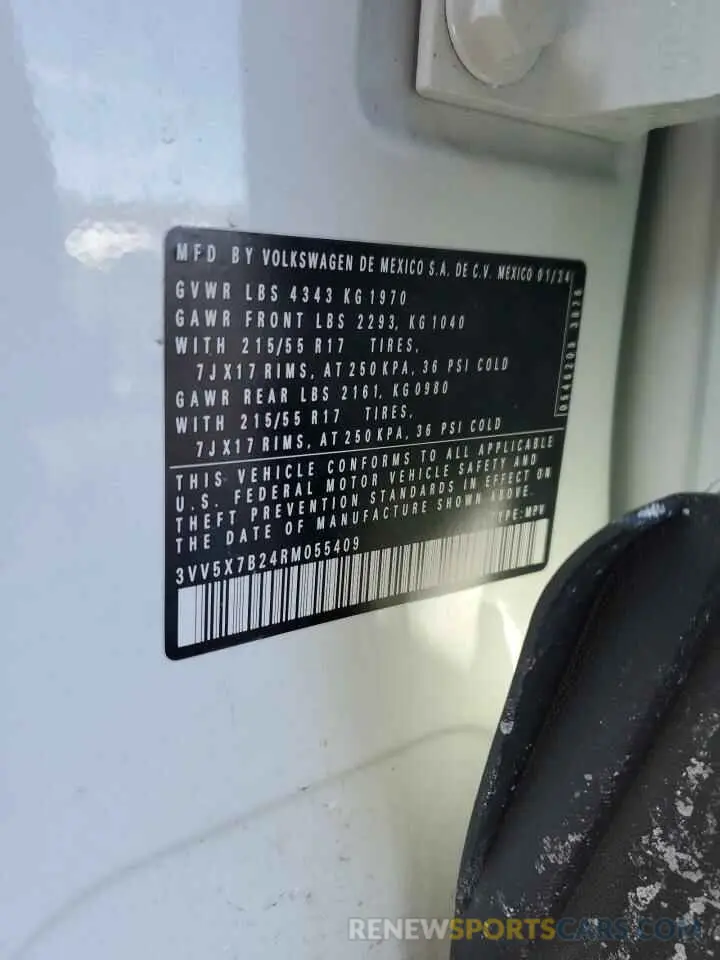 MFD BY VOLKSWAGEN DE MEXICO S.A. DE C.V. MEXICO 01/24
GVWR LBS 4343 KG 1970
GAWR FRONT LBS 2293, KG 1040
WITH 215/55 R17 TIRES,
7JX17 RIMS, AT 250 KPA, 36 PSI COLD
GAWR REAR LBS 2161, KG 0980
WITH 215/55 R17 TIRES,
7JX17 RIMS, AT 250 KPA, 36 PSI COLD
THIS VEHICLE CONFORMS TO ALL APPLICABLE
U.S. FEDERAL MOTOR VEHICLE SAFETY AND
THEFT PREVENTION STANDARDS IN EFFECT ON
THE DATE OF MANUFACTURE SHOWN ABOVE.
TYPE: MPV
3VV5X7B24RM055409
RENEWSPORTSCARS.COM